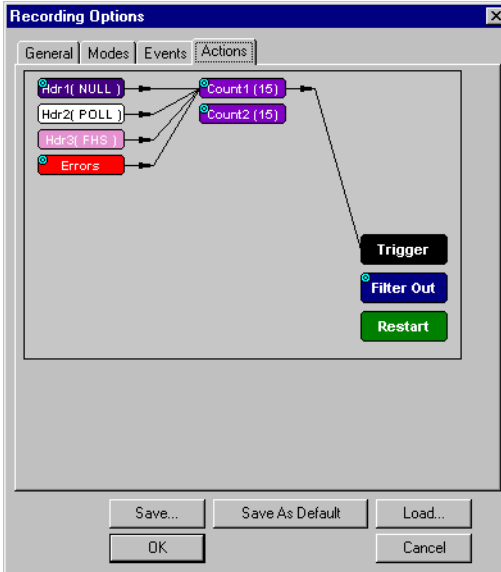 Recording Options
General Modes Events Actions
Hdr1( NULL ) Count1 (15)
Hdr2( POLL ) Count2 (15)
Hdr3( FHS )
Errors
Trigger
Filter Out
Restart
Save... Save As Default Load...
OK Cancel